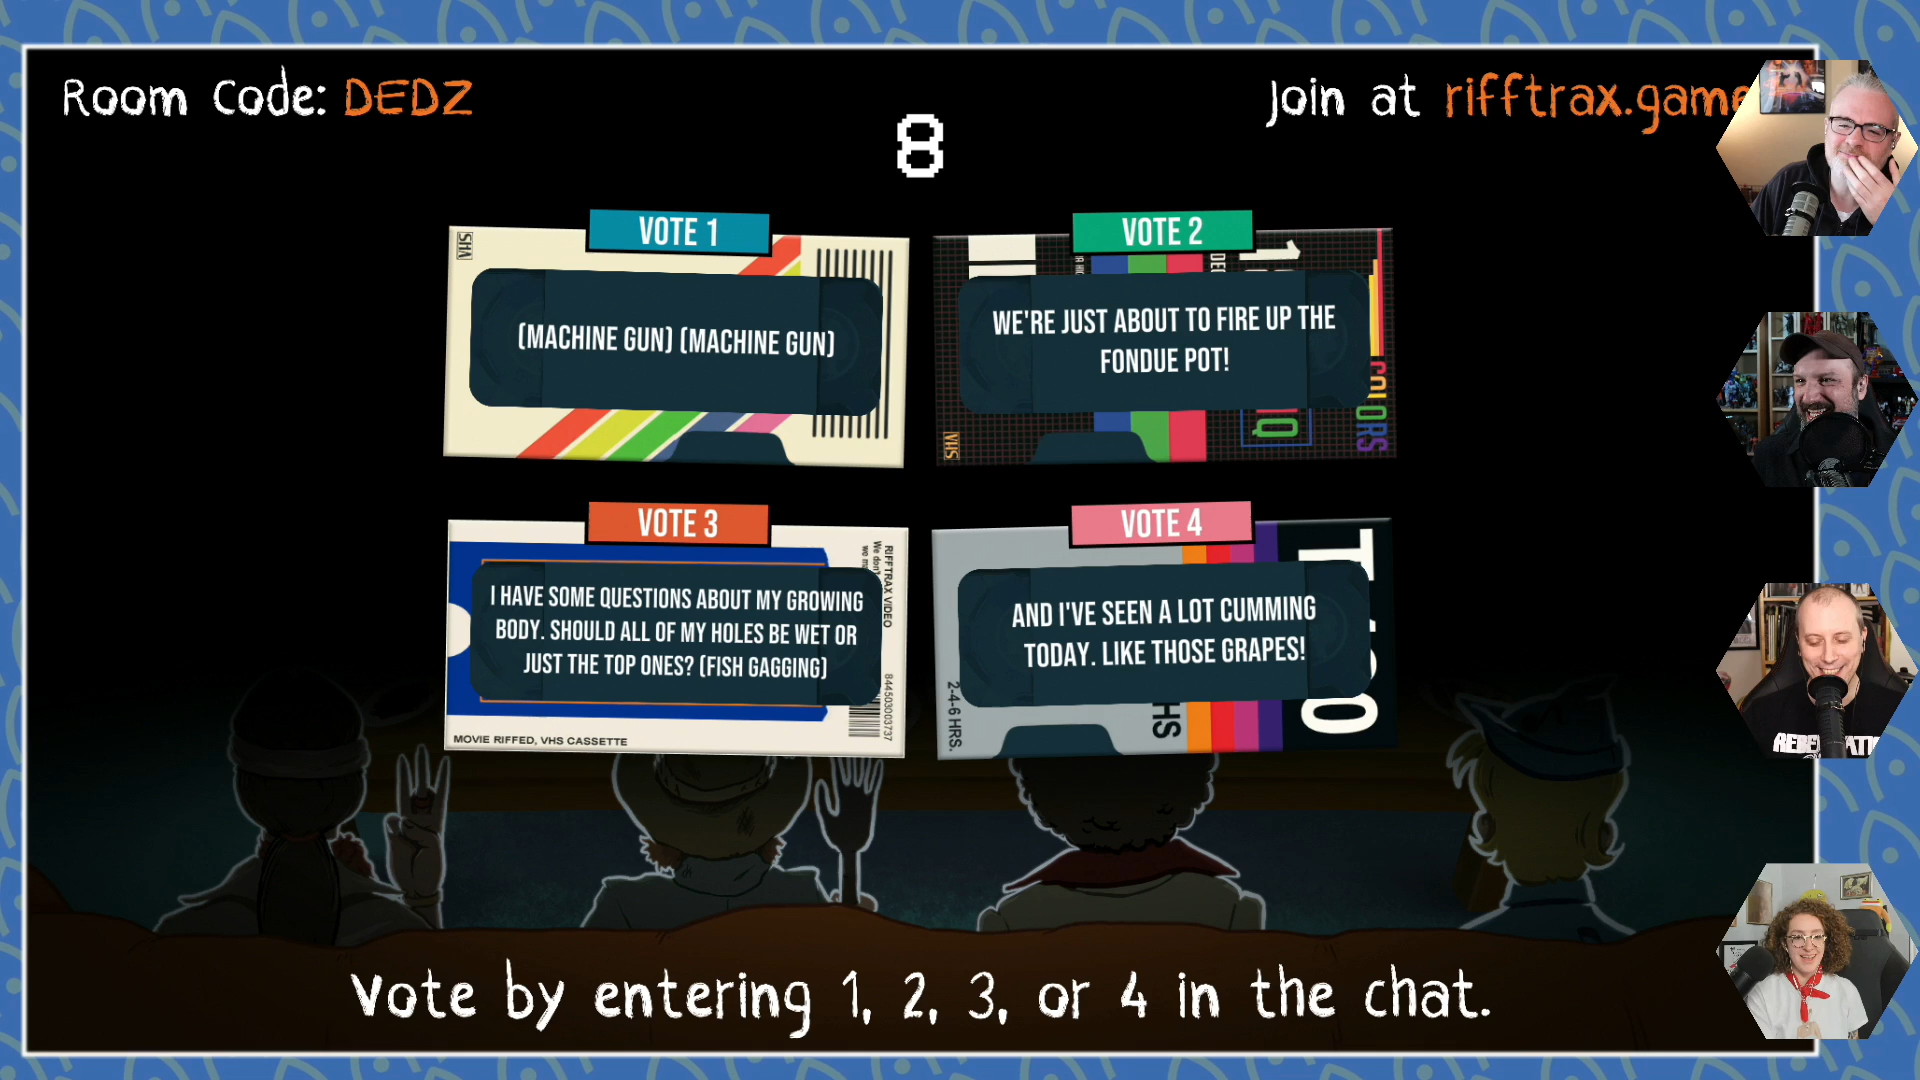 Room Code: DEDZ
Join at rifftrax.game
8
VOTE 1
(MACHINE GUN) (MACHINE GUN)
VOTE 2
WE'RE JUST ABOUT TO FIRE UP THE
FONDUE POT!
COLORS
VHS
VOTE 3
I HAVE SOME QUESTIONS ABOUT MY GROWING
BODY. SHOULD ALL OF MY HOLES BE WET OR
JUST THE TOP ONES? (FISH GAGGING)
RIFFTRAX VIDEO
844503003737
MOVIE RIFFED, VHS CASSETTE
VOTE 4
AND I'VE SEEN A LOT CUMMING
TODAY. LIKE THOSE GRAPES!
2-4-6 HRS.
Vote by entering 1, 2, 3, or 4 in the chat.